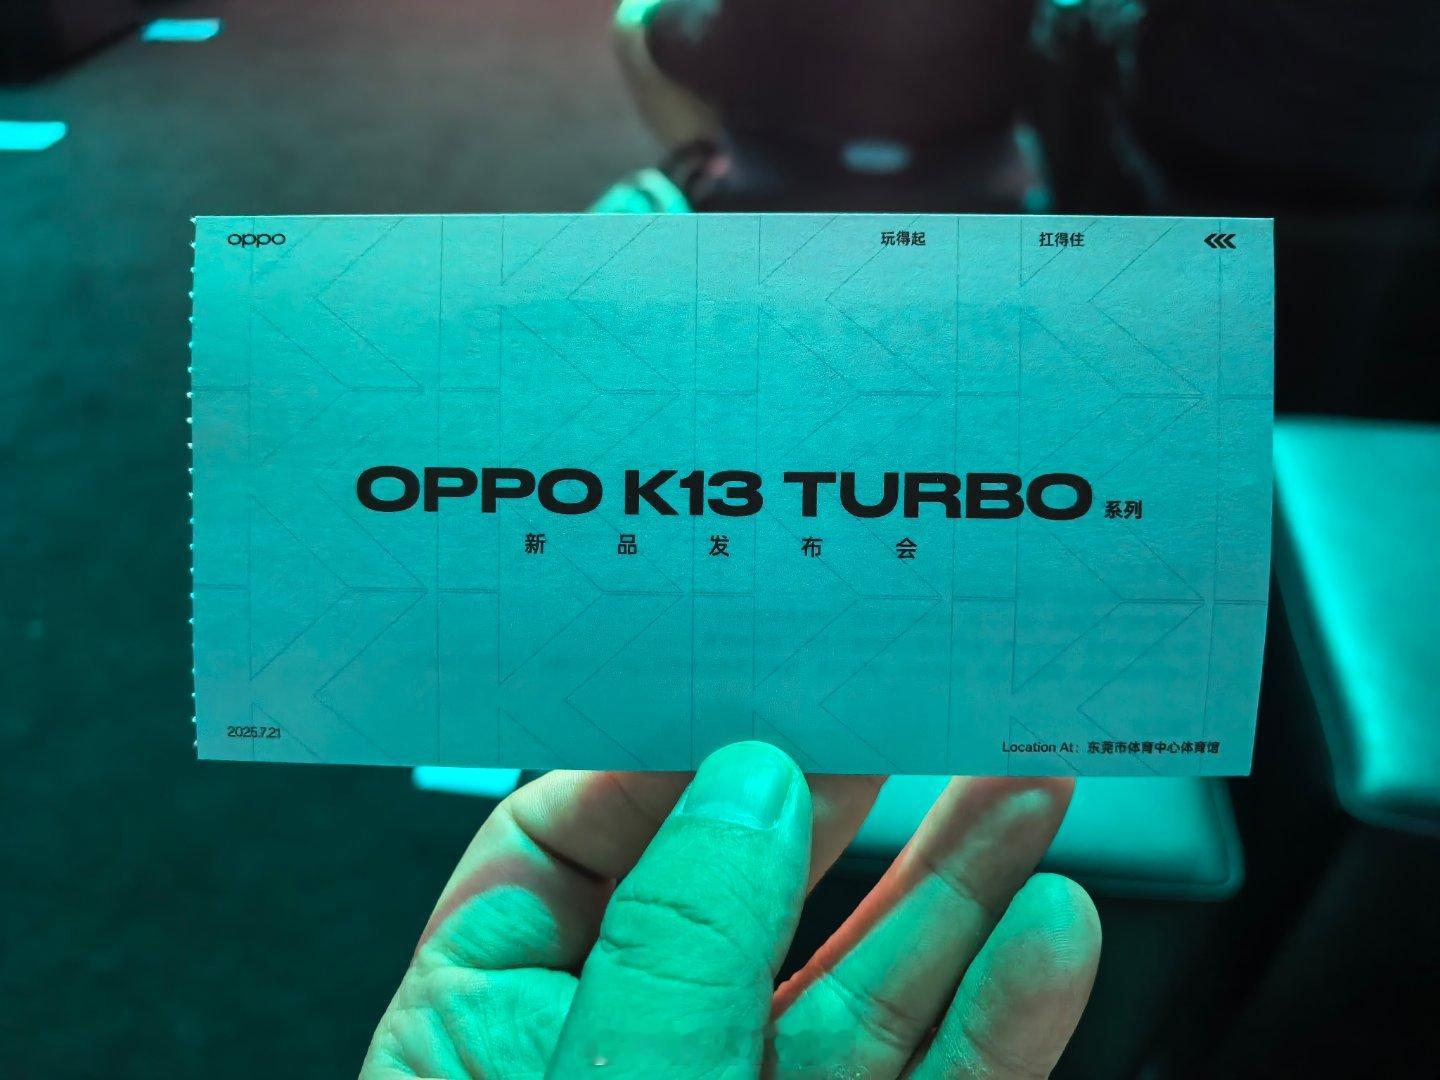 oppo
玩得起 扛得住
OPPO K13 TURBO 系列
新品发布会
2025.7.21
Location At：东莞市体育中心体育馆